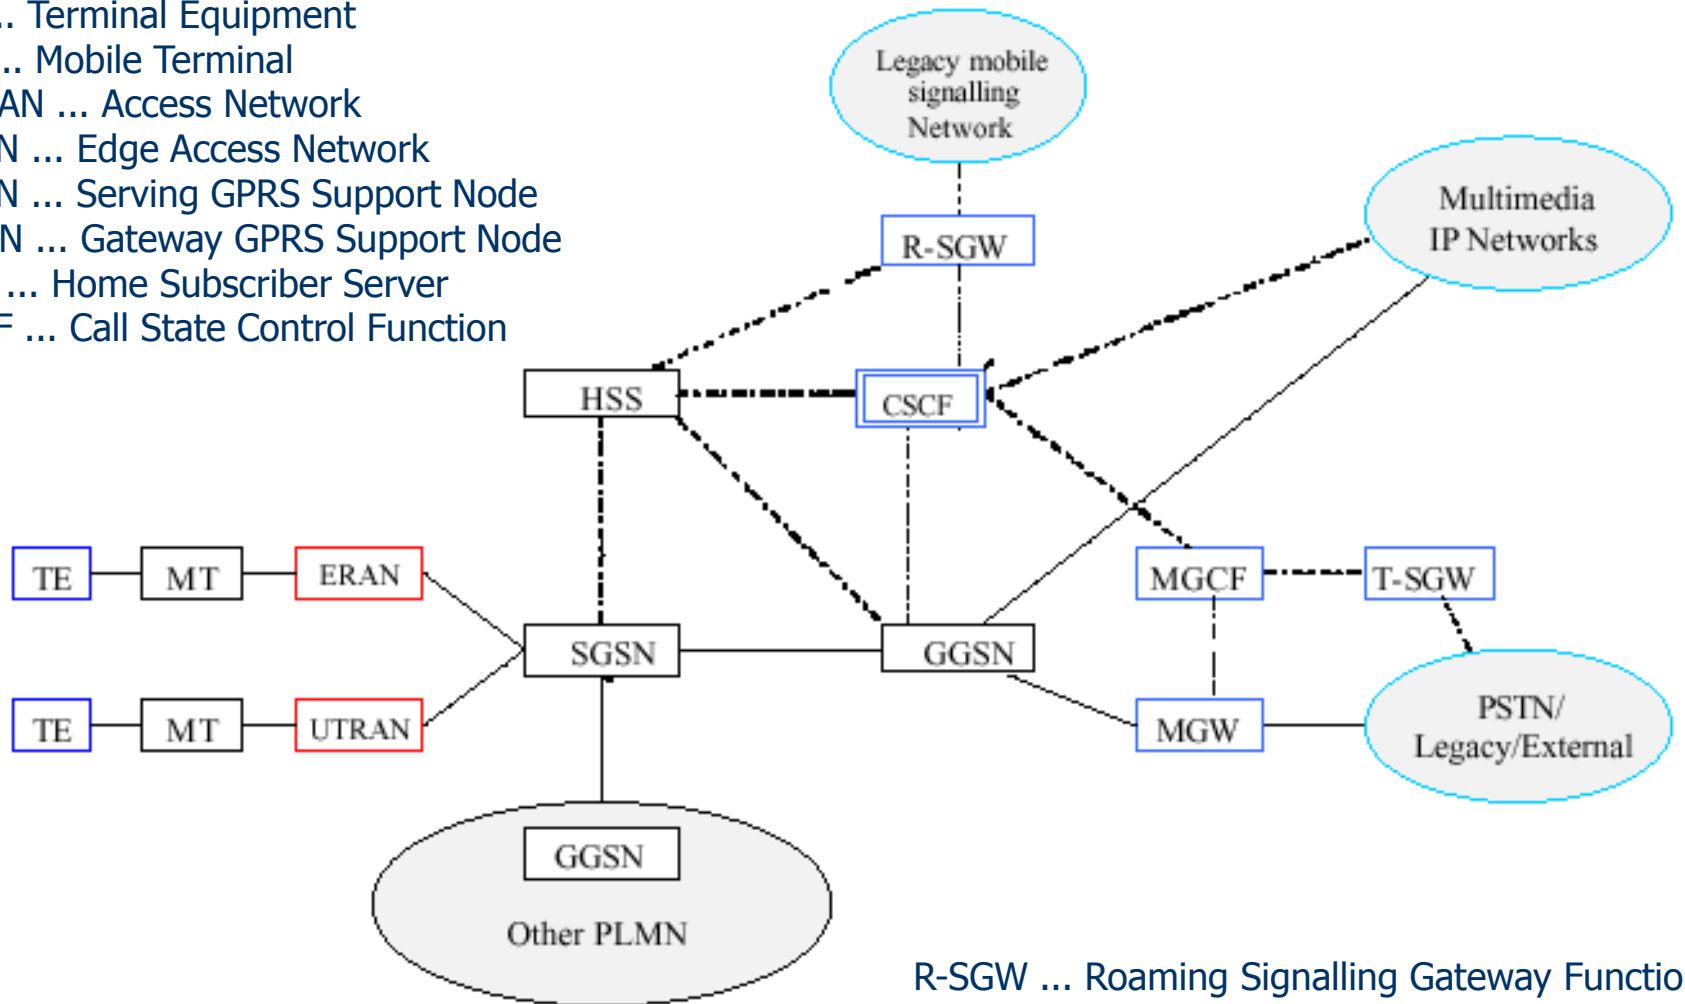 .. Terminal Equipment
... Mobile Terminal
AN ... Access Network
N ... Edge Access Network
N ... Serving GPRS Support Node
N ... Gateway GPRS Support Node
... Home Subscriber Server
F ... Call State Control Function
Legacy mobile
signalling
Network
Multimedia
IP Networks
R-SGW
HSS
CSCF
TE
MT
ERAN
MGCF
T-SGW
SGSN
GGSN
TE
MT
UTRAN
MGW
PSTN/
Legacy/External
GGSN
Other PLMN
R-SGW ... Roaming Signalling Gateway Functio